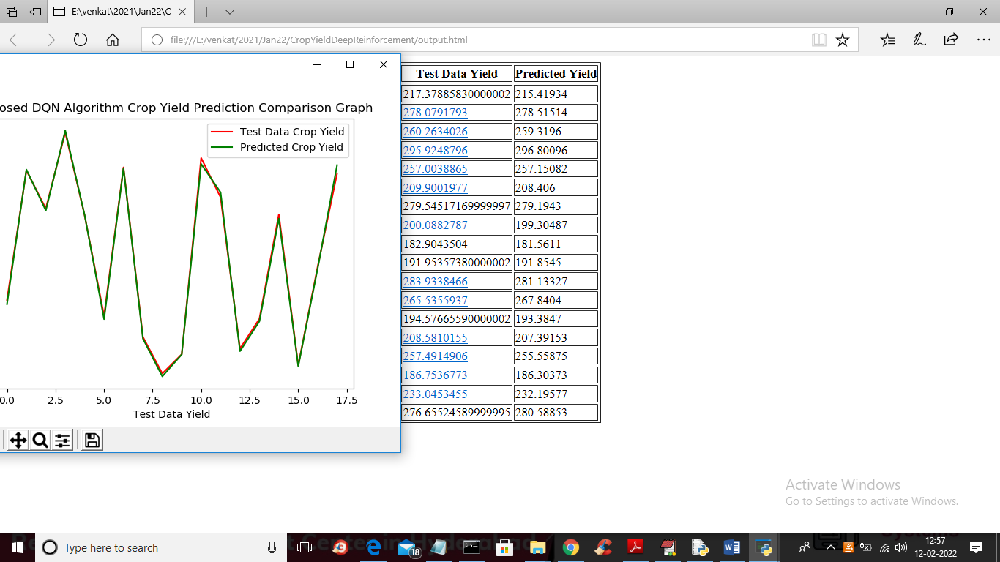 E:\venkat\2021\Jan22\C
file:///E:/venkat/2021/Jan22/CropYieldDeepReinforcement/output.html
osed DQN Algorithm Crop Yield Prediction Comparison Graph
Test Data Crop Yield
Predicted Crop Yield
0.0 2.5 5.0 7.5 10.0 12.5 15.0 17.5
Test Data Yield
Test Data Yield Predicted Yield
217.37885830000002 215.41934
278.0791793 278.51514
260.2634026 259.3196
295.9248796 296.80096
257.0038865 257.15082
209.9001977 208.406
279.54517169999997 279.1943
200.0882787 199.30487
182.9043504 181.5611
191.95357380000002 191.8545
283.9338466 281.13327
265.5355937 267.8404
194.57665590000002 193.3847
208.5810155 207.39153
257.4914906 255.55875
186.7536773 186.30373
233.0453455 232.19577
276.65524589999995 280.58853
Activate Windows
Go to Settings to activate Windows.
Type here to search
18
12:57
12-02-2022